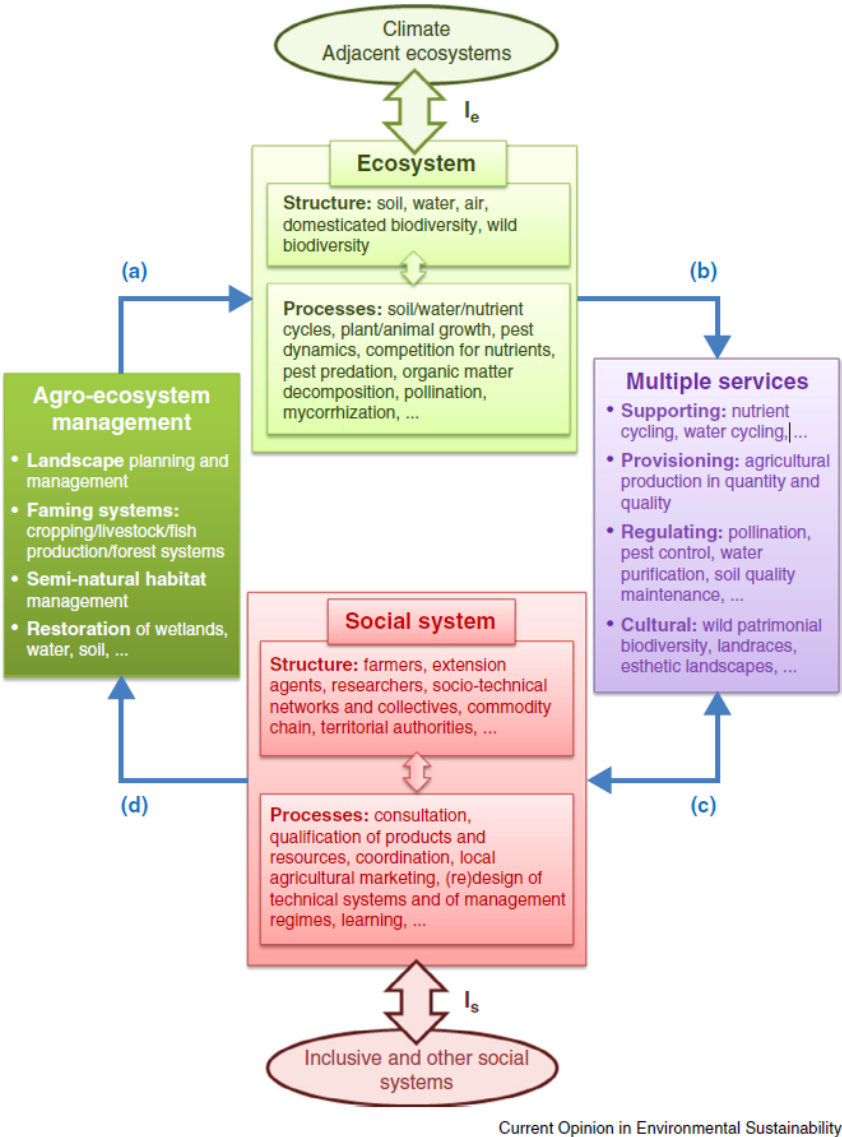 Climate
Adjacent ecosystems
Ie
Ecosystem
Structure: soil, water, air,
domesticated biodiversity, wild
biodiversity
(a)
(b)
Processes: soil/water/nutrient
cycles, plant/animal growth, pest
dynamics, competition for nutrients,
pest predation, organic matter
decomposition, pollination,
mycorrhization, ...
Agro-ecosystem
management
• Landscape planning and
management
• Faming systems:
cropping/livestock/fish
production/forest systems
• Semi-natural habitat
management
• Restoration of wetlands,
water, soil, ...
Multiple services
• Supporting: nutrient
cycling, water cycling, ...
• Provisioning: agricultural
production in quantity and
quality
• Regulating: pollination,
pest control, water
purification, soil quality
maintenance, ...
• Cultural: wild patrimonial
biodiversity, landraces,
esthetic landscapes, ...
Social system
Structure: farmers, extension
agents, researchers, socio-technical
networks and collectives, commodity
chain, territorial authorities, ...
(d)
(c)
Processes: consultation,
qualification of products and
resources, coordination, local
agricultural marketing, (re)design of
technical systems and of management
regimes, learning, ...
Is
Inclusive and other social
systems
Current Opinion in Environmental Sustainability